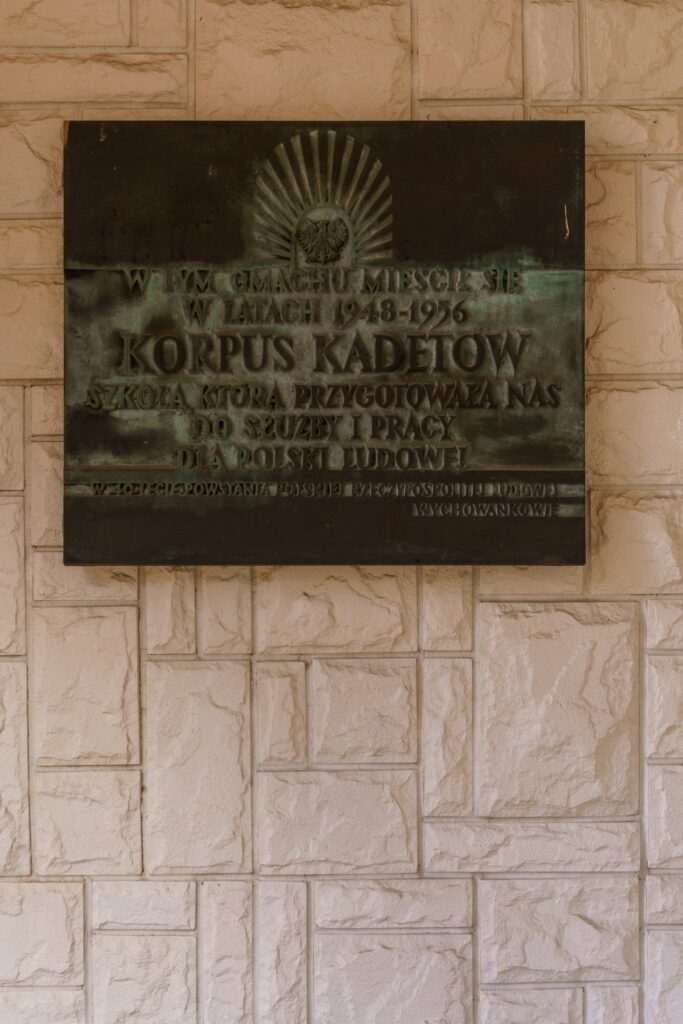 W TYM GMACHU MIEŚCIŁ SIĘ
W LATACH 1948-1956
KORPUS KADETÓW
SZKOŁA KTÓRA PRZYGOTOWAŁA NAS
DO SŁUŻBY I PRACY
DLA POLSKI LUDOWEJ
W 40-LECIE POWSTANIA POLSKIEJ RZECZYPOSPOLITEJ LUDOWEJ
WYCHOWANKOWIE